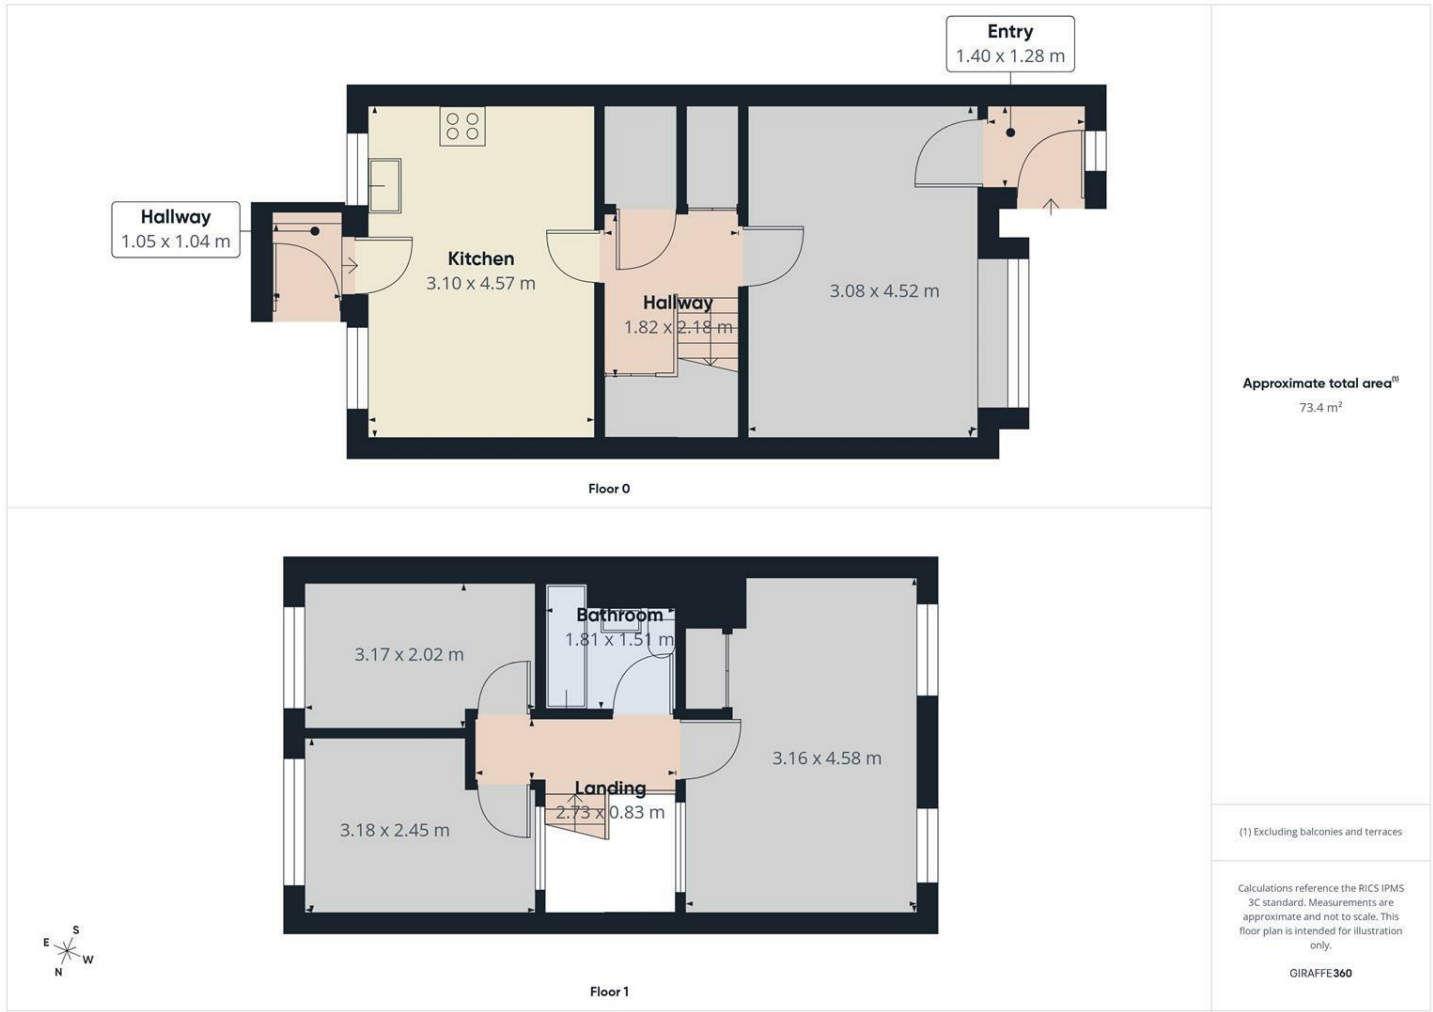 Entry
1.40 x 1.28 m
Hallway
1.05 x 1.04 m
Kitchen
3.10 x 4.57 m
Hallway
1.82 x 2.18 m
3.08 x 4.52 m
Floor 0
Approximate total area(1)
73.4 m²
Bathroom
1.81 x 1.51 m
3.17 x 2.02 m
3.16 x 4.58 m
Landing
2.73 x 0.83 m
3.18 x 2.45 m
S
E
W
N
Floor 1
(1) Excluding balconies and terraces
Calculations reference the RICS IPMS
3C standard. Measurements are
approximate and not to scale. This
floor plan is intended for illustration
only.
GIRAFFE360